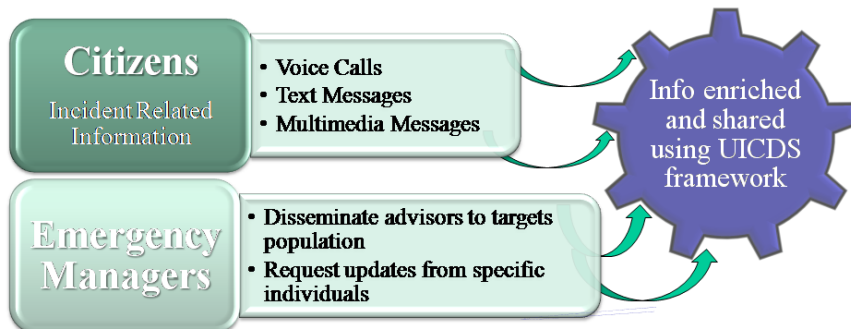 Citizens
Incident Related
Information
• Voice Calls
• Text Messages
• Multimedia Messages
Emergency
Managers
• Disseminate advisors to targets
population
• Request updates from specific
individuals
Info enriched
and shared
using UICDS
framework